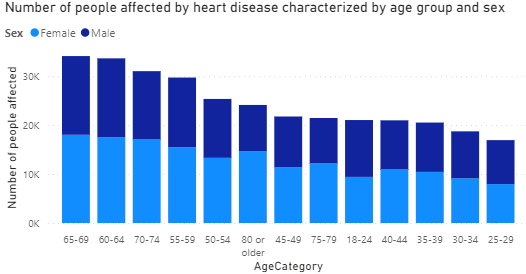 Number of people affected by heart disease characterized by age group and sex
Sex Female Male
Number of people affected
30K
20K
10K
0K
65-69 60-64 70-74 55-59 50-54 80 or older 45-49 75-79 18-24 40-44 35-39 30-34 25-29
AgeCategory